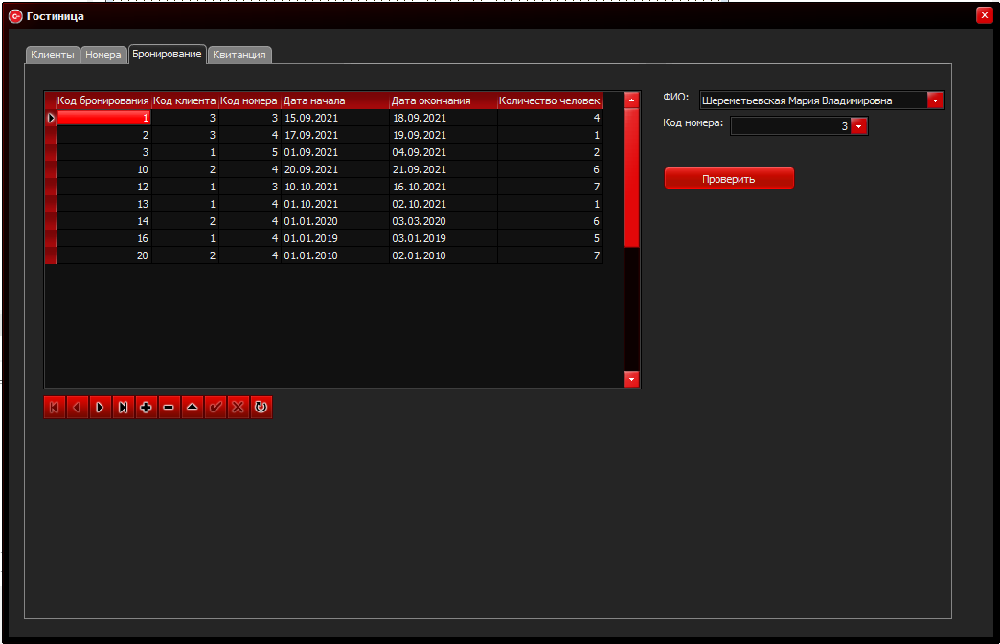 Гостиница
Клиенты Номера Бронирование Квитанция
Код бронирования Код клиента Код номера Дата начала Дата окончания Количество человек
1 3 3 15.09.2021 18.09.2021 4
2 3 4 17.09.2021 19.09.2021 1
3 1 5 01.09.2021 04.09.2021 2
10 2 4 20.09.2021 21.09.2021 6
12 1 3 10.10.2021 16.10.2021 7
13 1 4 01.10.2021 02.10.2021 1
14 2 4 01.01.2020 03.03.2020 6
16 1 4 01.01.2019 03.01.2019 5
20 2 4 01.01.2010 02.01.2010 7
ФИО: Шереметьевская Мария Владимировна
Код номера: 3
Проверить